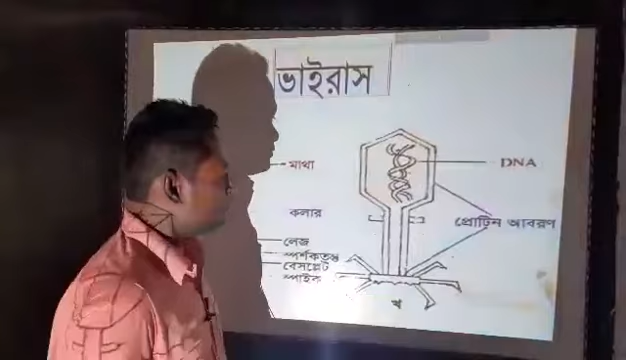 ভাইরাস
মাথা
DNA
কলার
প্রোটিন আবরণ
লেজ
স্পর্শকতন্তু
বেসপ্লেট
স্পাইক
খ